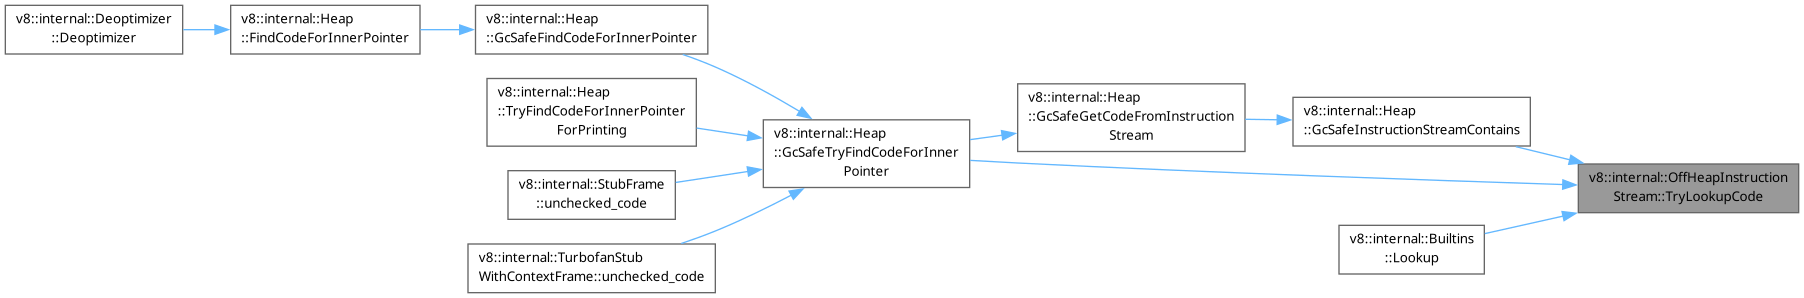 v8::internal::Deoptimizer
::Deoptimizer
v8::internal::Heap
::FindCodeForInnerPointer
v8::internal::Heap
::GcSafeFindCodeForInnerPointer
v8::internal::Heap
::TryFindCodeForInnerPointer
ForPrinting
v8::internal::StubFrame
::unchecked_code
v8::internal::TurbofanStub
WithContextFrame::unchecked_code
v8::internal::Heap
::GcSafeTryFindCodeForInner
Pointer
v8::internal::Heap
::GcSafeGetCodeFromInstruction
Stream
v8::internal::Heap
::GcSafeInstructionStreamContains
v8::internal::Builtins
::Lookup
v8::internal::OffHeapInstruction
Stream::TryLookupCode